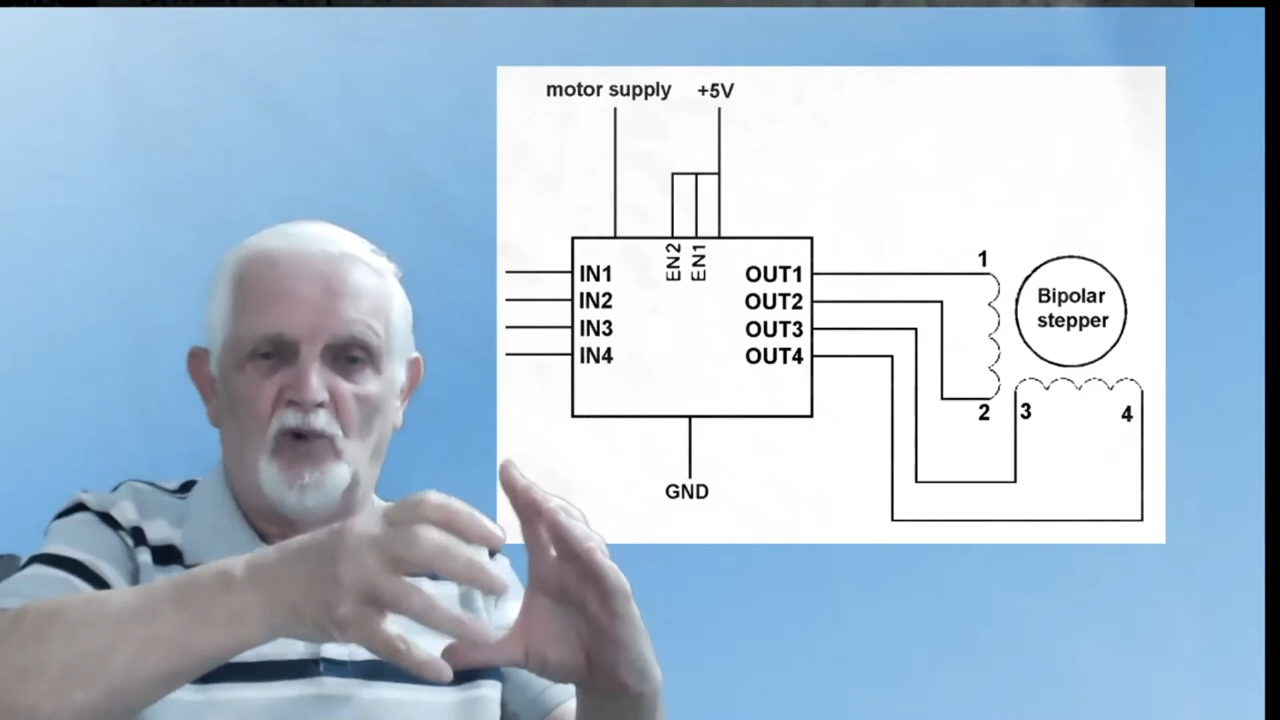 motor supply +5V
EN2 EN1
IN1 OUT1
IN2 OUT2
IN3 OUT3
IN4 OUT4
GND
1
2 3 4
Bipolar
stepper